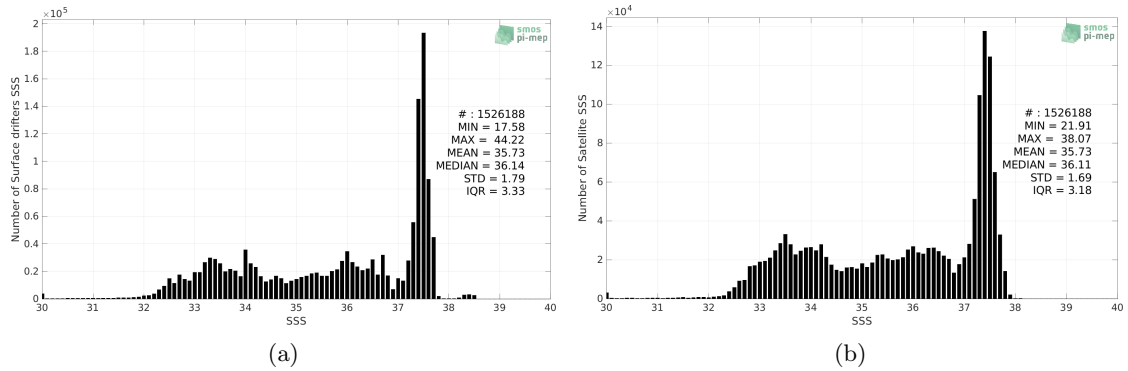 ×10⁵
2
1.8
1.6
1.4
1.2
1
0.8
0.6
0.4
0.2
0
Number of Surface drifters SSS
smos
pi-mep
# : 1526188
MIN = 17.58
MAX = 44.22
MEAN = 35.73
MEDIAN = 36.14
STD = 1.79
IQR = 3.33
30 31 32 33 34 35 36 37 38 39 40
SSS
(a)
×10⁴
14
12
10
8
6
4
2
0
Number of Satellite SSS
smos
pi-mep
# : 1526188
MIN = 21.91
MAX = 38.07
MEAN = 35.73
MEDIAN = 36.11
STD = 1.69
IQR = 3.18
30 31 32 33 34 35 36 37 38 39 40
SSS
(b)